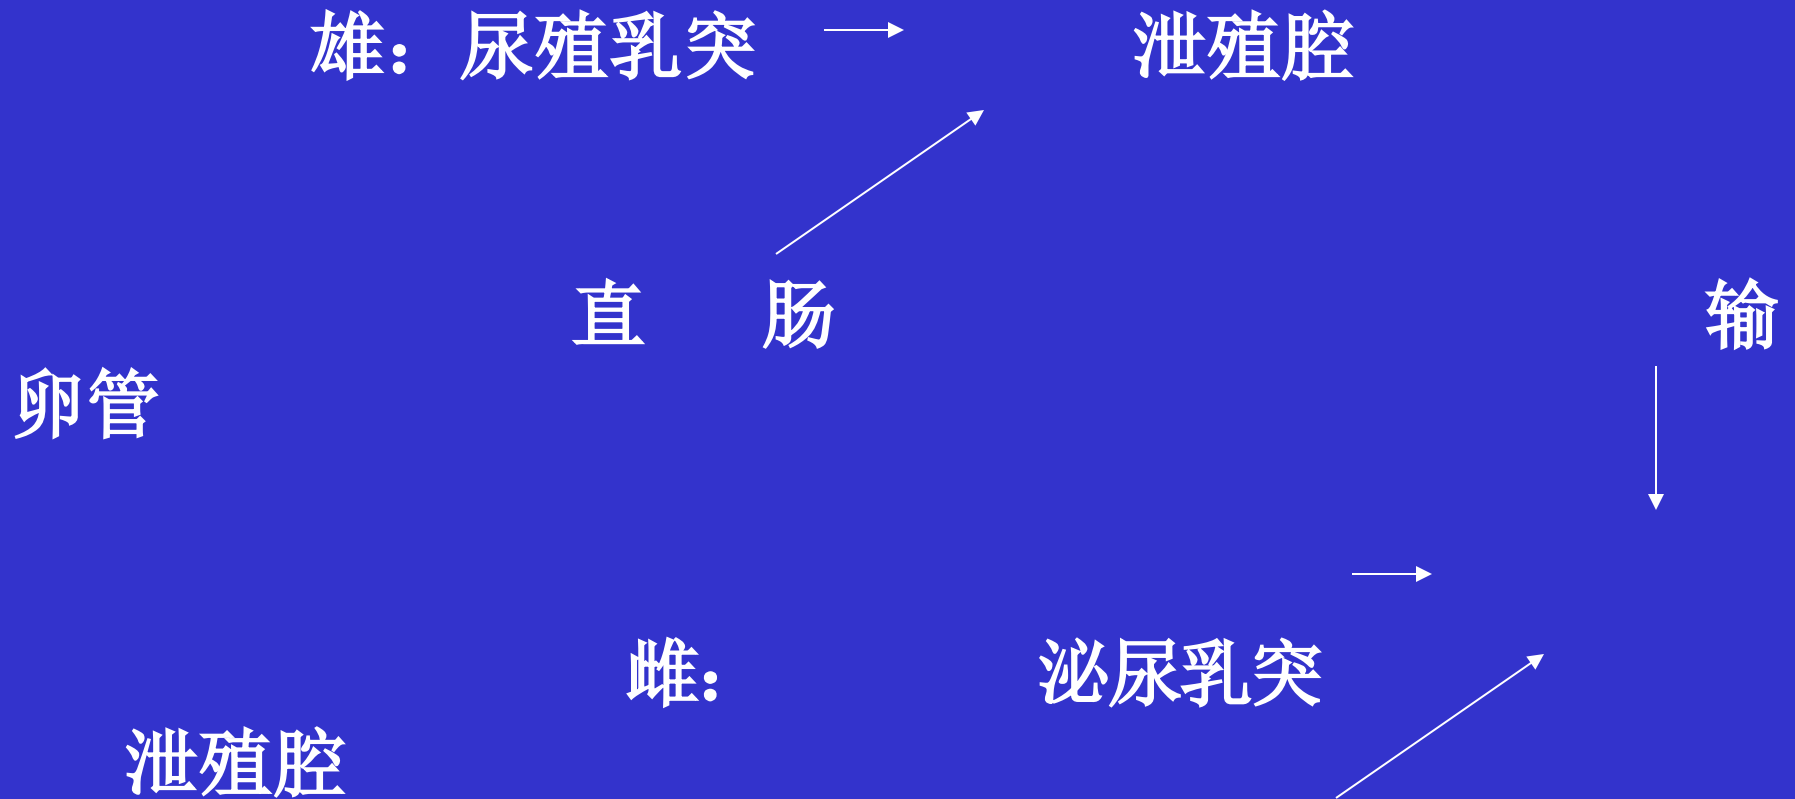 雄：尿殖乳突 泄殖腔
直 肠 输
卵管
雌： 泌尿乳突
泄殖腔